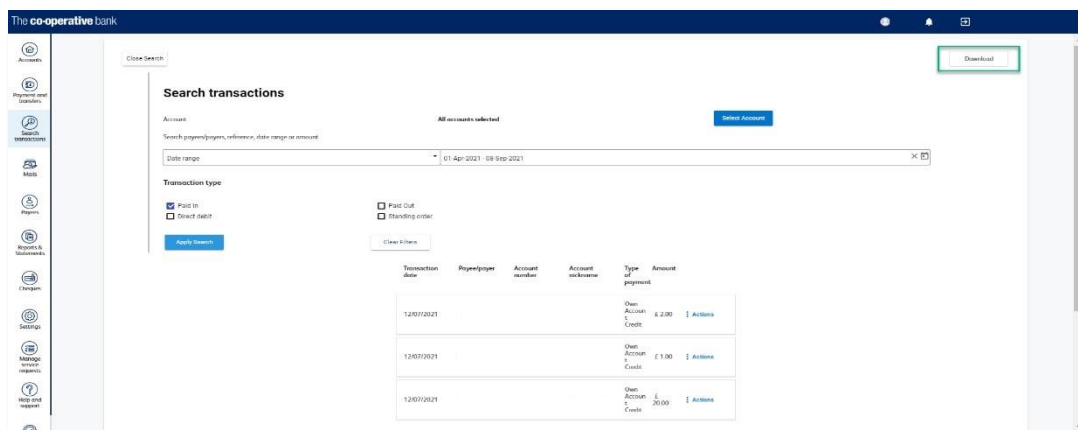 The co-operative bank
Accounts
Payment and
transfers
Search
transactions
Mails
Payees
Reports &
Statements
Cheques
Settings
Manage
service
requests
Help and
support
Close Search
Download
Search transactions
Account
All accounts selected
Select Account
Search payees/payers, reference, date range or amount
Date range
01-Apr-2021 - 08-Sep-2021
Transaction type
Paid In
Paid Out
Direct debit
Standing order
Apply Search
Clear Filters
Transaction
date
Payee/payer
Account
number
Account
nickname
Type
of
payment
Amount
12/07/2021
Own
Accoun
t
Credit
£ 2.00
Actions
12/07/2021
Own
Accoun
t
Credit
£ 1.00
Actions
12/07/2021
Own
Accoun
t
Credit
£
20.00
Actions